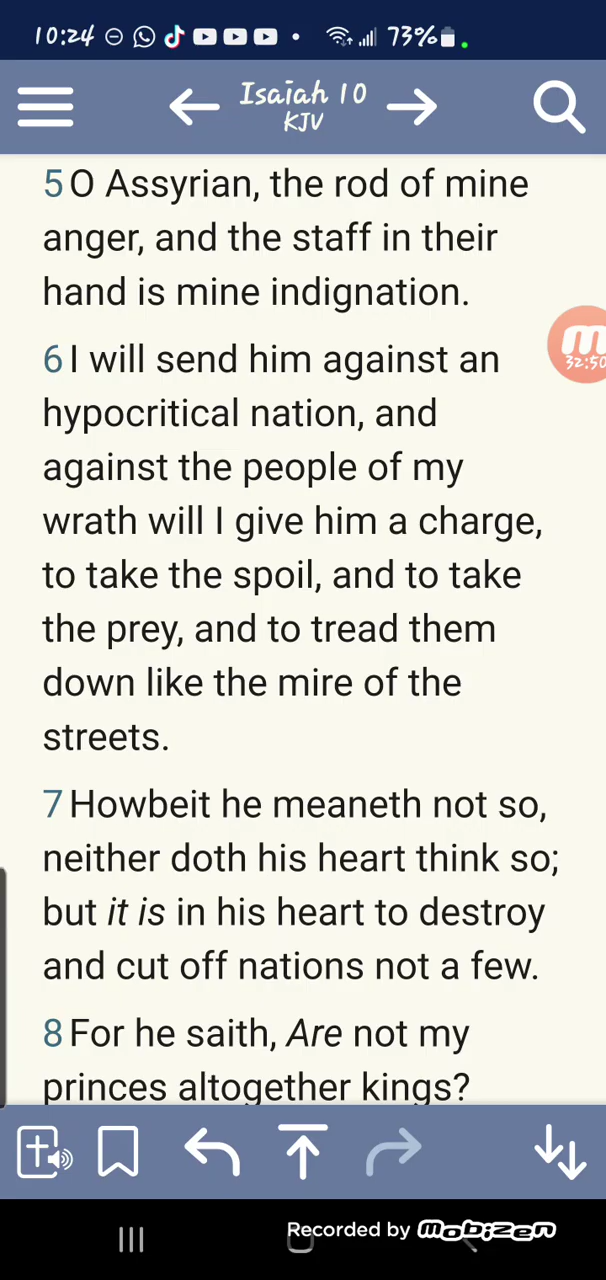 10:24 73%
Isaiah 10
KJV
5 O Assyrian, the rod of mine
anger, and the staff in their
hand is mine indignation.
6 I will send him against an
hypocritical nation, and
against the people of my
wrath will I give him a charge,
to take the spoil, and to take
the prey, and to tread them
down like the mire of the
streets.
7 Howbeit he meaneth not so,
neither doth his heart think so;
but it is in his heart to destroy
and cut off nations not a few.
8 For he saith, Are not my
princes altogether kings?
m
32:50
Recorded by mobizen